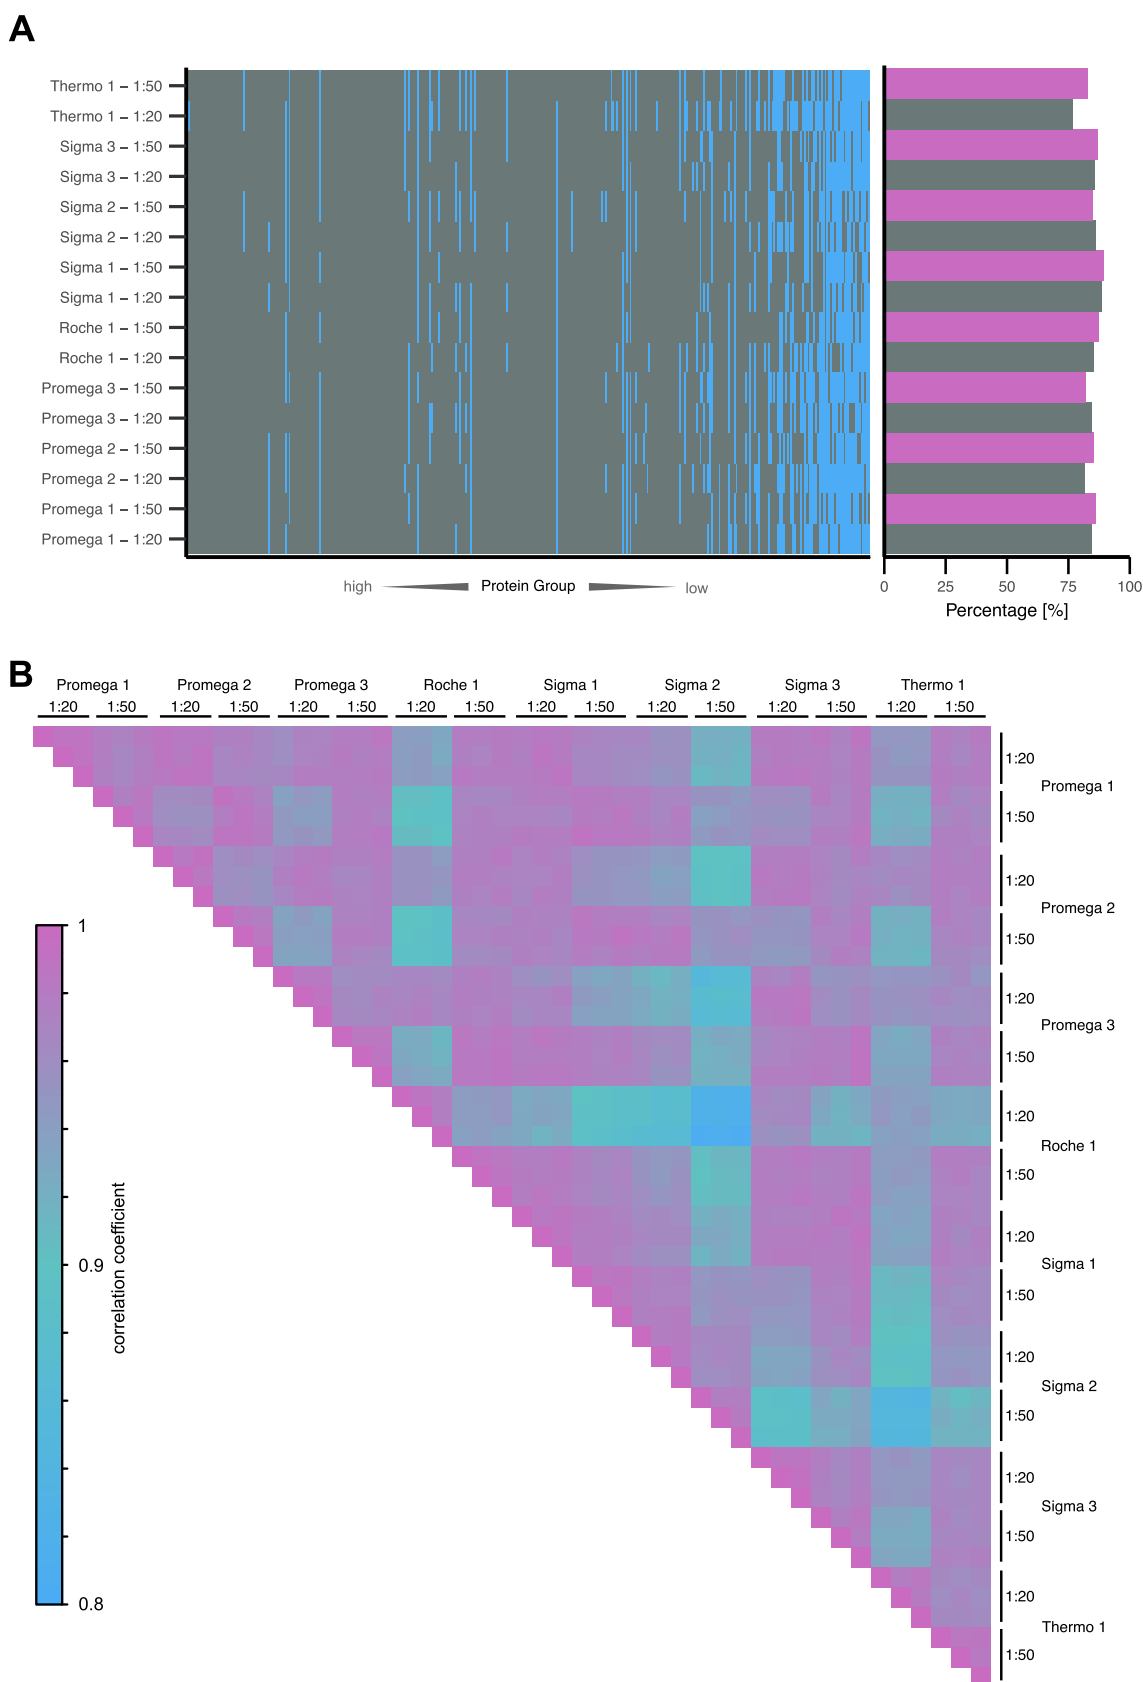 A
Thermo 1 – 1:50
Thermo 1 – 1:20
Sigma 3 – 1:50
Sigma 3 – 1:20
Sigma 2 – 1:50
Sigma 2 – 1:20
Sigma 1 – 1:50
Sigma 1 – 1:20
Roche 1 – 1:50
Roche 1 – 1:20
Promega 3 – 1:50
Promega 3 – 1:20
Promega 2 – 1:50
Promega 2 – 1:20
Promega 1 – 1:50
Promega 1 – 1:20
high Protein Group low
0 25 50 75 100
Percentage [%]
B
Promega 1 Promega 2 Promega 3 Roche 1 Sigma 1 Sigma 2 Sigma 3 Thermo 1
1:20 1:50 1:20 1:50 1:20 1:50 1:20 1:50 1:20 1:50 1:20 1:50 1:20 1:50 1:20 1:50
1:20
Promega 1
1:50
1:20
Promega 2
1:50
1:20
Promega 3
1:50
1:20
Roche 1
1:50
1:20
Sigma 1
1:50
1:20
Sigma 2
1:50
1:20
Sigma 3
1:50
1:20
Thermo 1
1:50
1
0.9
0.8
correlation coefficient